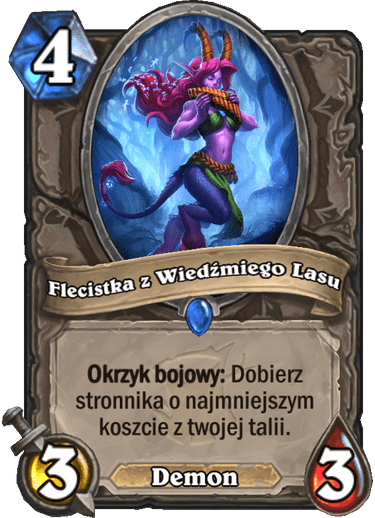 4
Flecistka z Wiedźmiego Lasu
Okrzyk bojowy: Dobierz
stronnika o najmniejszym
koszcie z twojej talii.
3
Demon
3